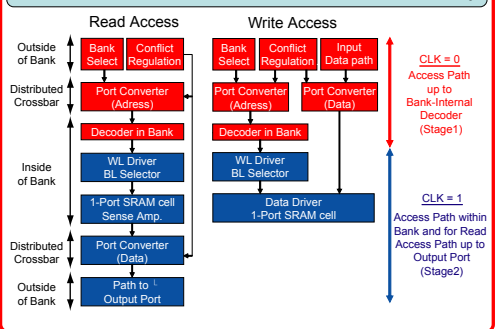 Read Access
Write Access
Outside
of Bank
Distributed
Crossbar
Inside
of Bank
Distributed
Crossbar
Outside
of Bank
Bank
Select
Conflict
Regulation
Port Converter
(Adress)
Decoder in Bank
WL Driver
BL Selector
1-Port SRAM cell
Sense Amp.
Port Converter
(Data)
Path to
Output Port
Bank
Select
Conflict
Regulation
Input
Data path
Port Converter
(Adress)
Port Converter
(Data)
Decoder in Bank
WL Driver
BL Selector
Data Driver
1-Port SRAM cell
CLK = 0
Access Path
up to
Bank-Internal
Decoder
(Stage1)
CLK = 1
Access Path within
Bank and for Read
Access Path up to
Output Port
(Stage2)